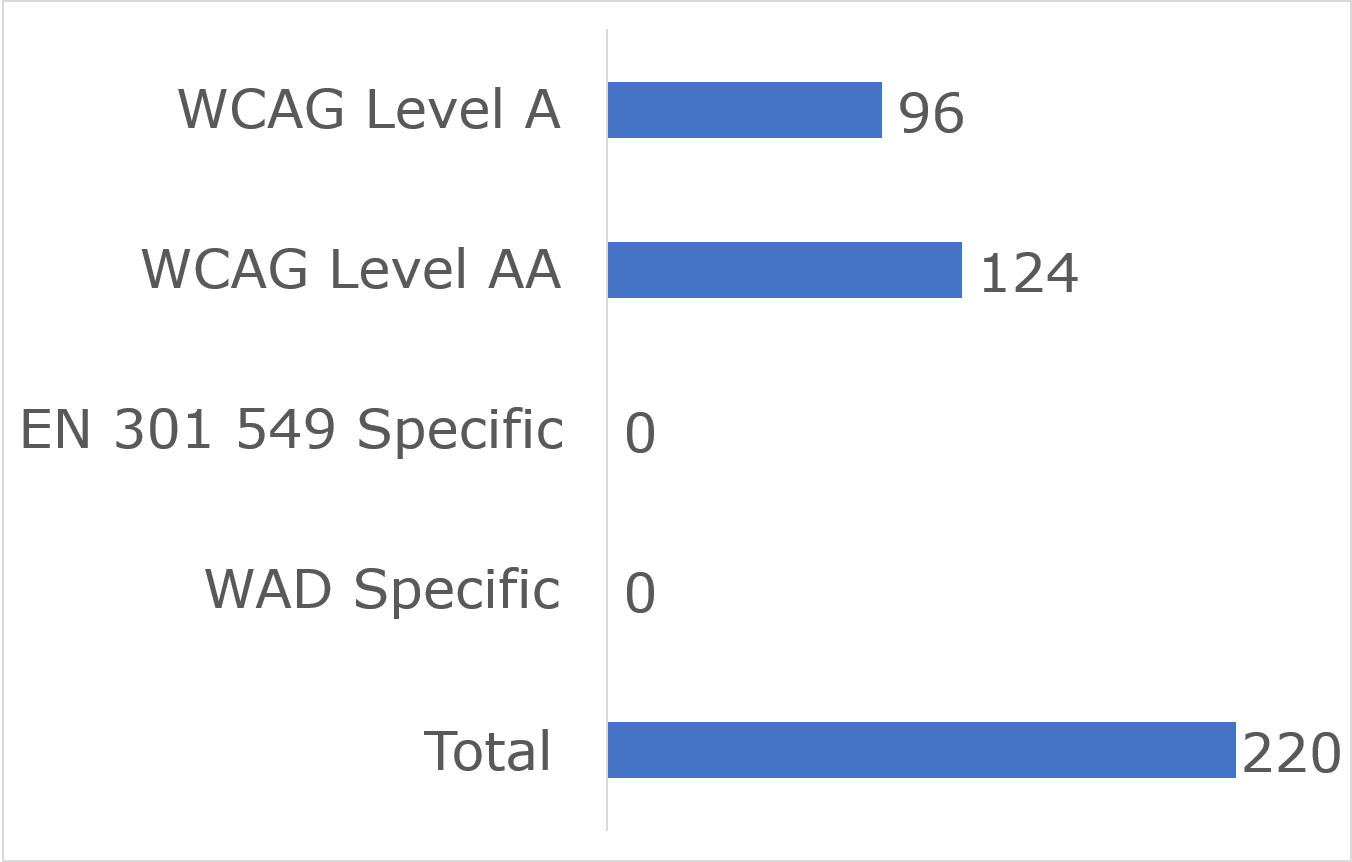 WCAG Level A 96
WCAG Level AA 124
EN 301 549 Specific 0
WAD Specific 0
Total 220